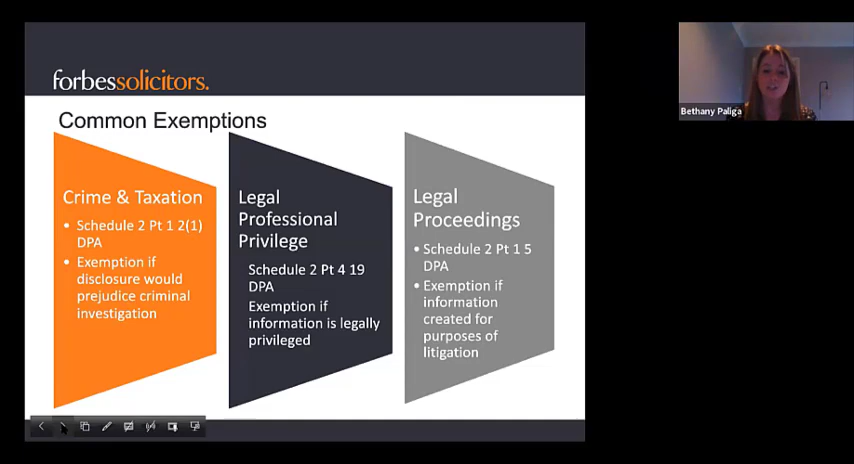 forbessolicitors.
Common Exemptions
Crime & Taxation
• Schedule 2 Pt 1 2(1)
DPA
• Exemption if
disclosure would
prejudice criminal
investigation
Legal
Professional
Privilege
Schedule 2 Pt 4 19
DPA
Exemption if
information is legally
privileged
Legal
Proceedings
• Schedule 2 Pt 1 5
DPA
• Exemption if
information
created for
purposes of
litigation
Bethany Paliga